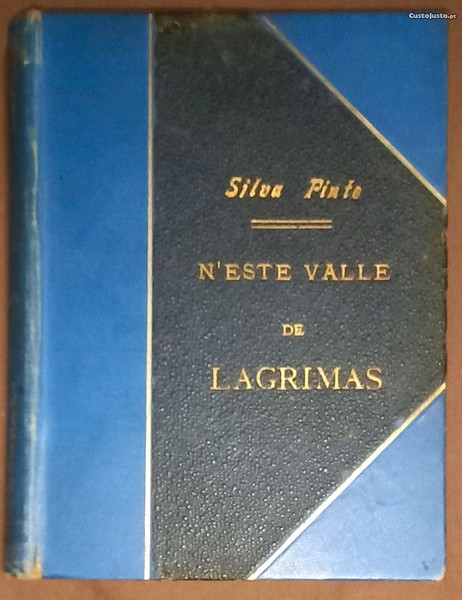 CustoJusto.pt
Silva Pinto
N'ESTE VALLE
DE
LAGRIMAS